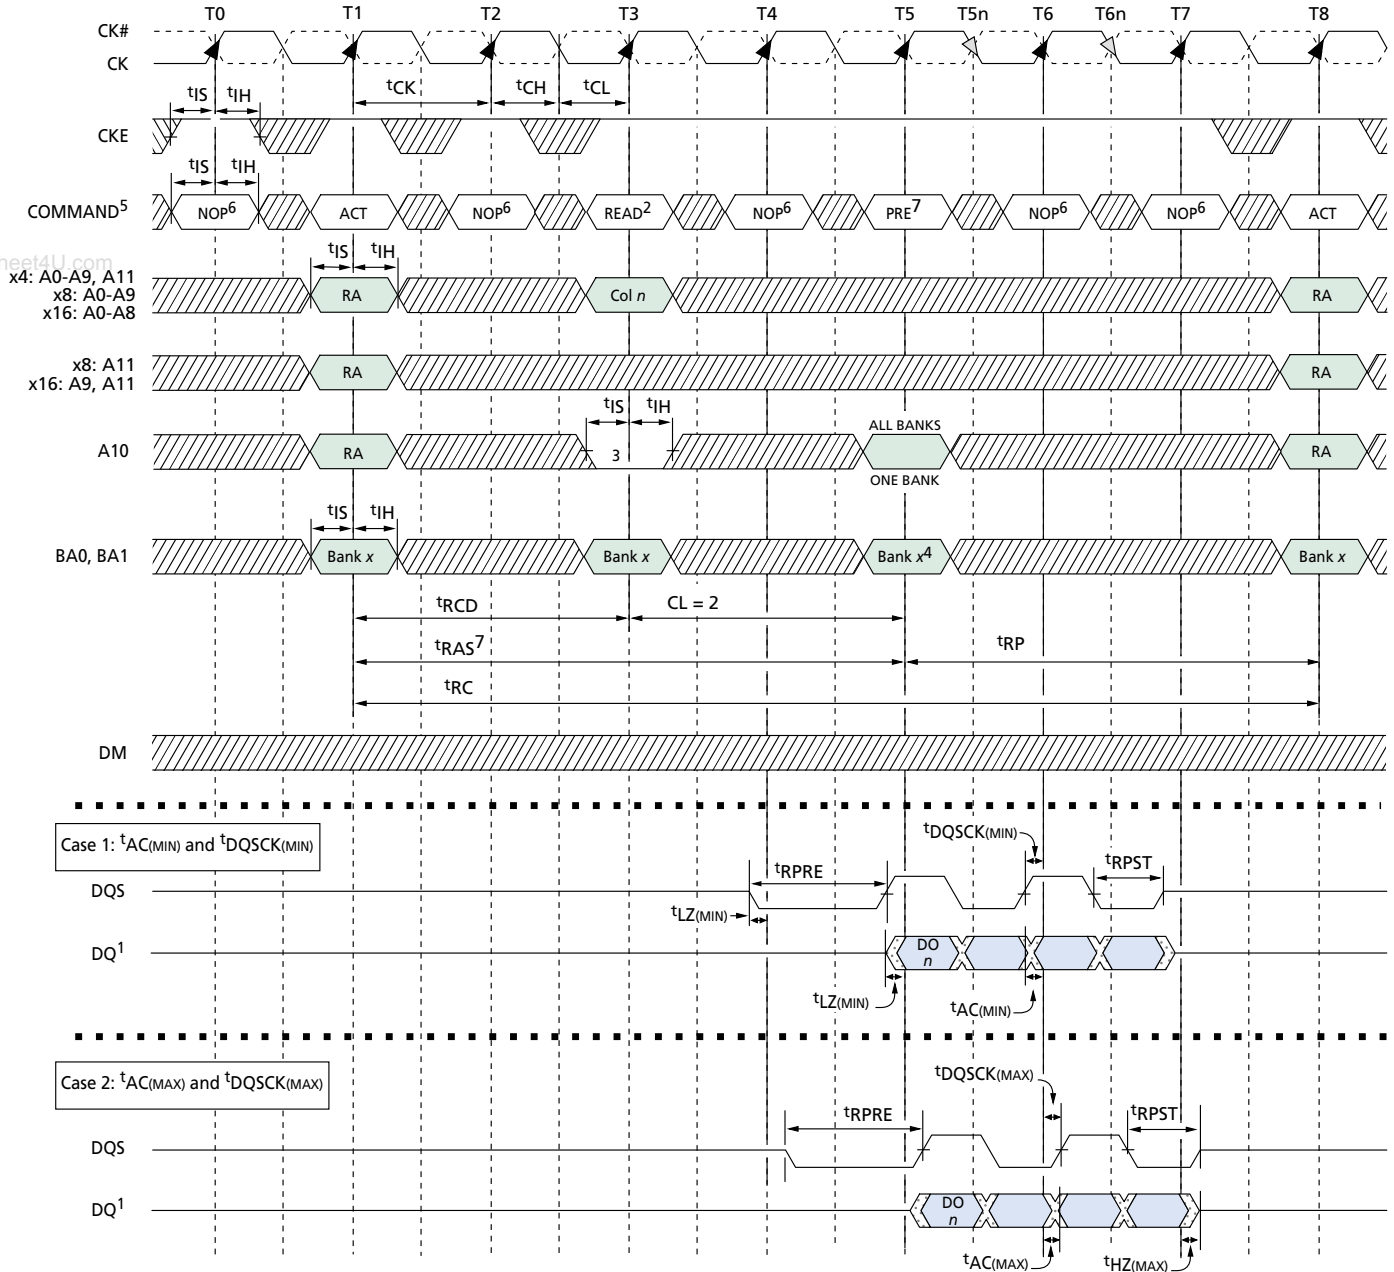 T0 T1 T2 T3 T4 T5 T5n T6 T6n T7 T8
CK#
CK
tIS tIH tCK tCH tCL
CKE
tIS tIH
COMMAND5 NOP6 ACT NOP6 READ2 NOP6 PRE7 NOP6 NOP6 ACT
tIS tIH
heet4U.com
x4: A0-A9, A11
x8: A0-A9 RA Col n RA
x16: A0-A8
x8: A11
x16: A9, A11 RA RA
tIS tIH
ALL BANKS
A10 RA 3 RA
ONE BANK
tIS tIH
BA0, BA1 Bank x Bank x Bank x4 Bank x
tRCD CL = 2
tRAS7 tRP
tRC
DM
Case 1: tAC(MIN) and tDQSCK(MIN)
tDQSCK(MIN)
tRPRE tRPST
DQS
tLZ(MIN)
DQ1 DO
n
tLZ(MIN) tAC(MIN)
Case 2: tAC(MAX) and tDQSCK(MAX)
tDQSCK(MAX)
tRPRE tRPST
DQS
DQ1 DO
n
tAC(MAX) tHZ(MAX)